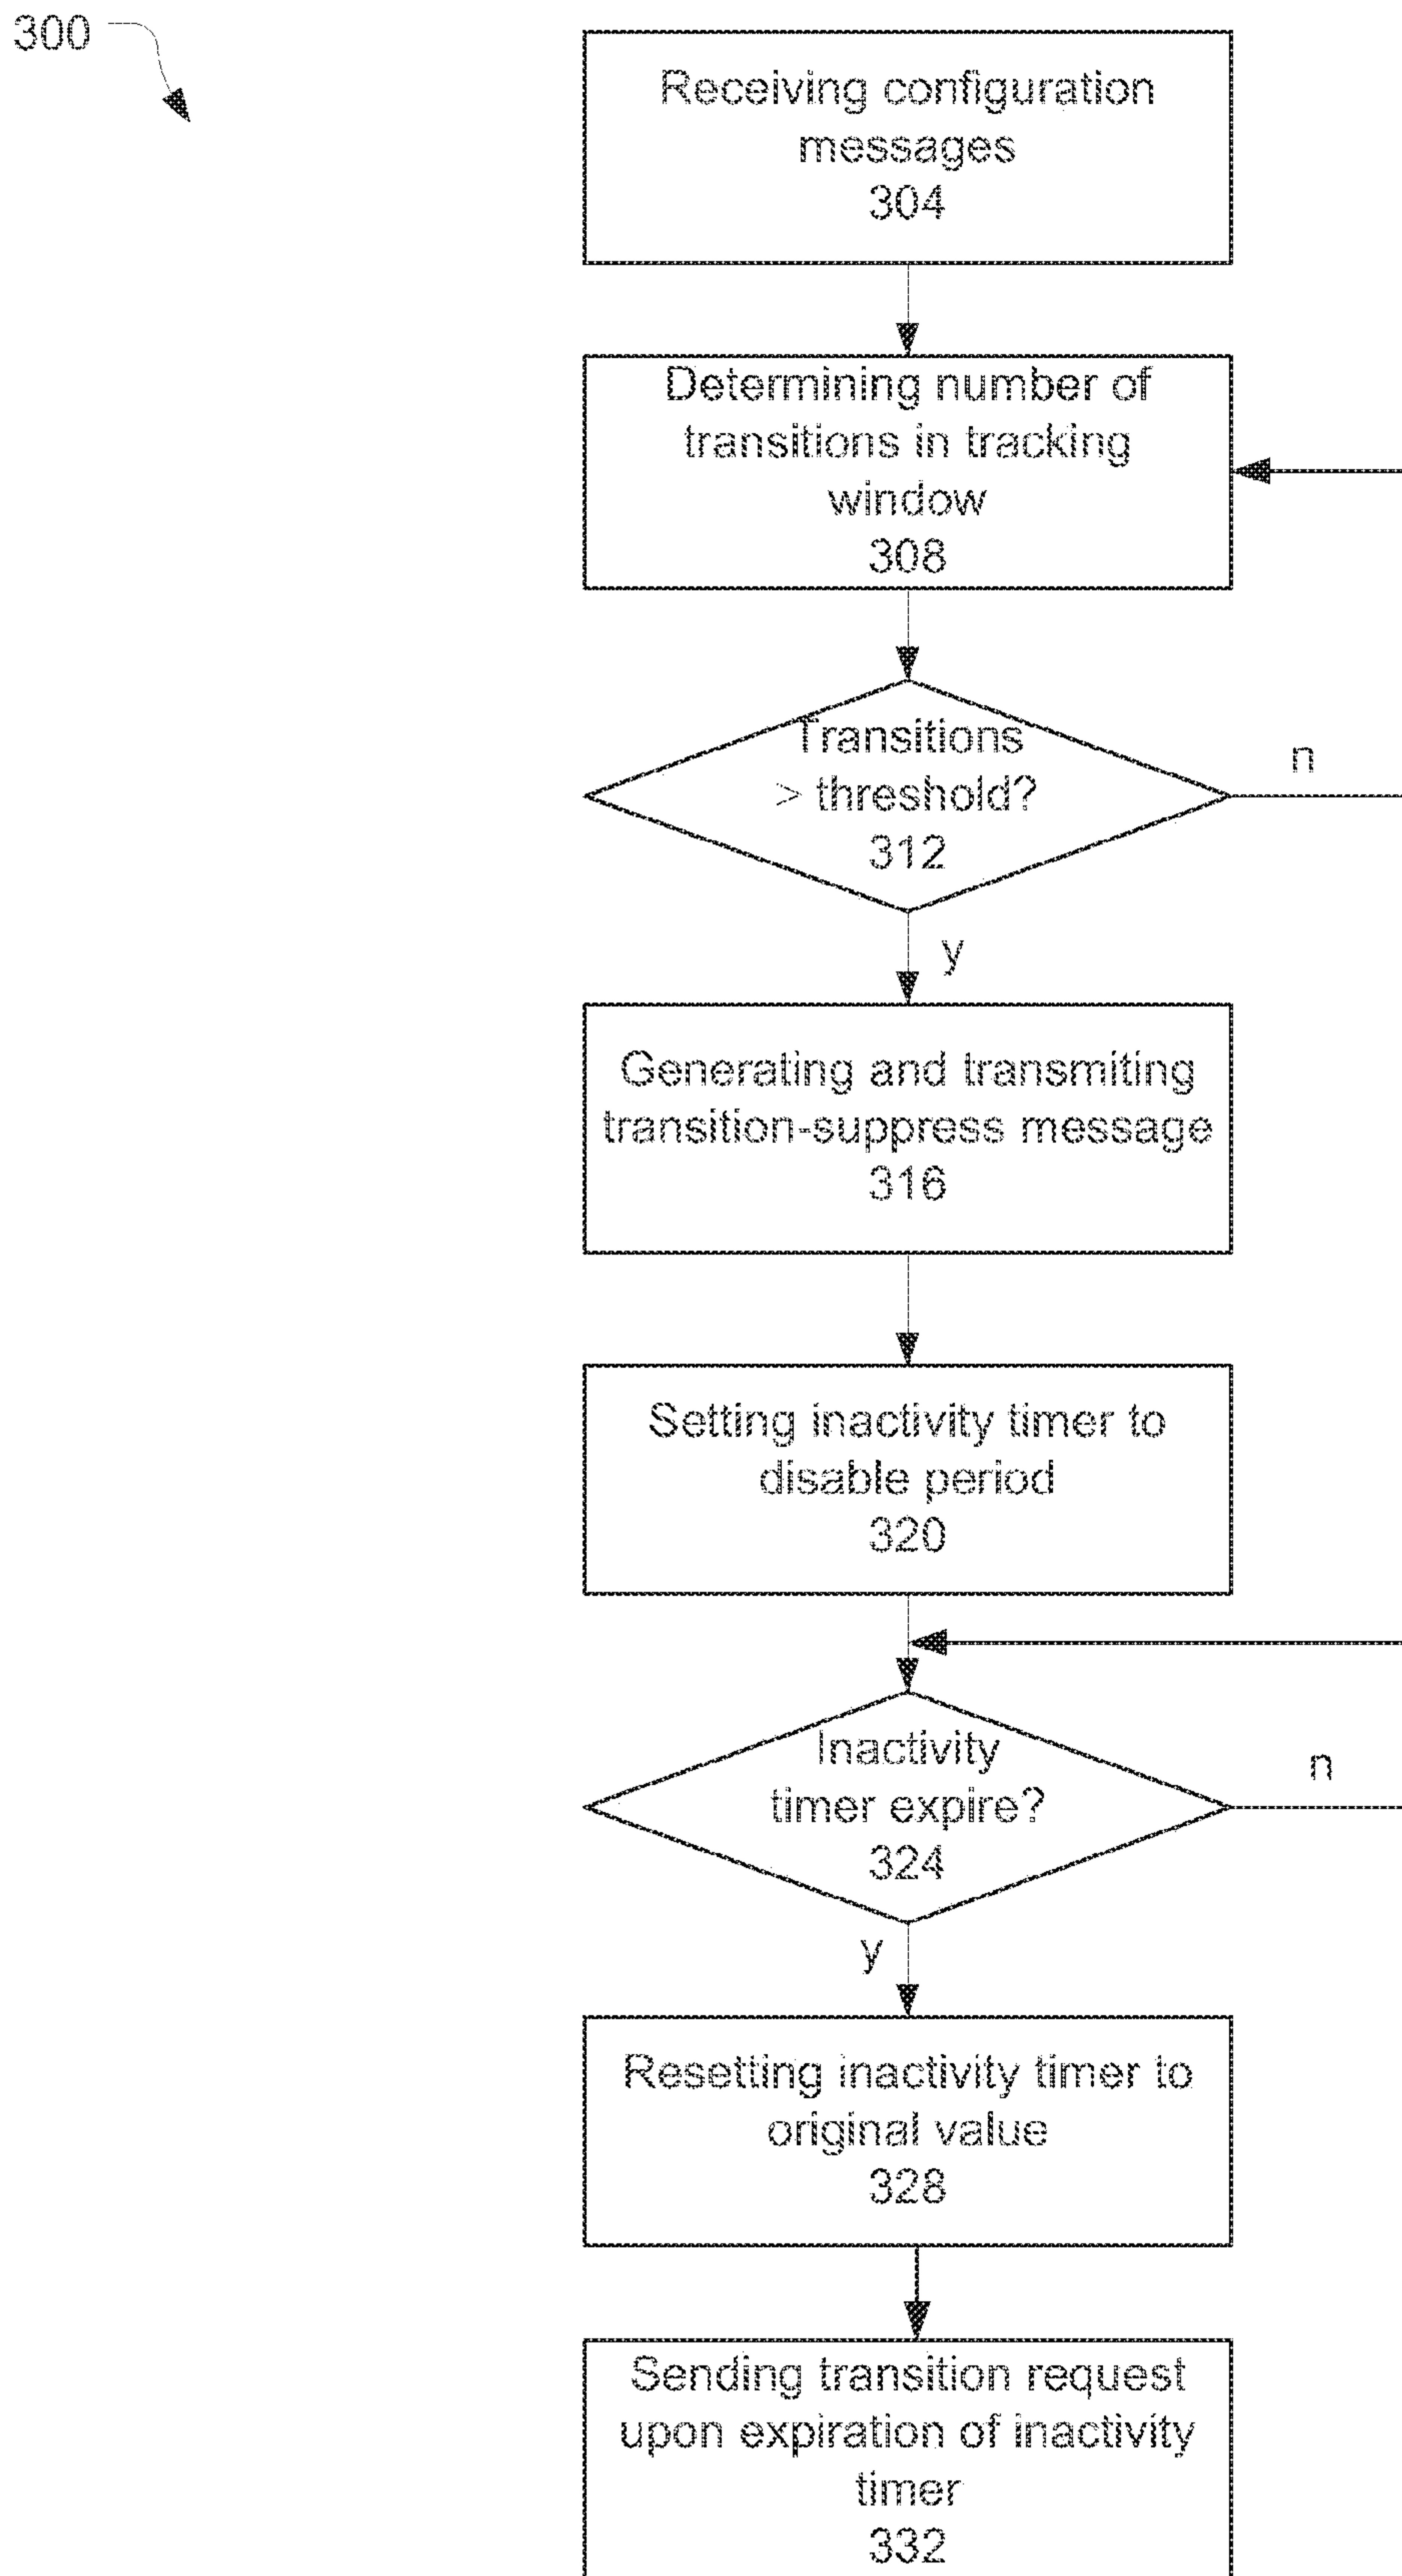 300
Receiving configuration
messages
304
Determining number of
transitions in tracking
window
308
Transitions
> threshold?
312
n
y
Generating and transmiting
transition-suppress message
316
Setting inactivity timer to
disable period
320
Inactivity
timer expire?
324
n
y
Resetting inactivity timer to
original value
328
Sending transition request
upon expiration of inactivity
timer
332